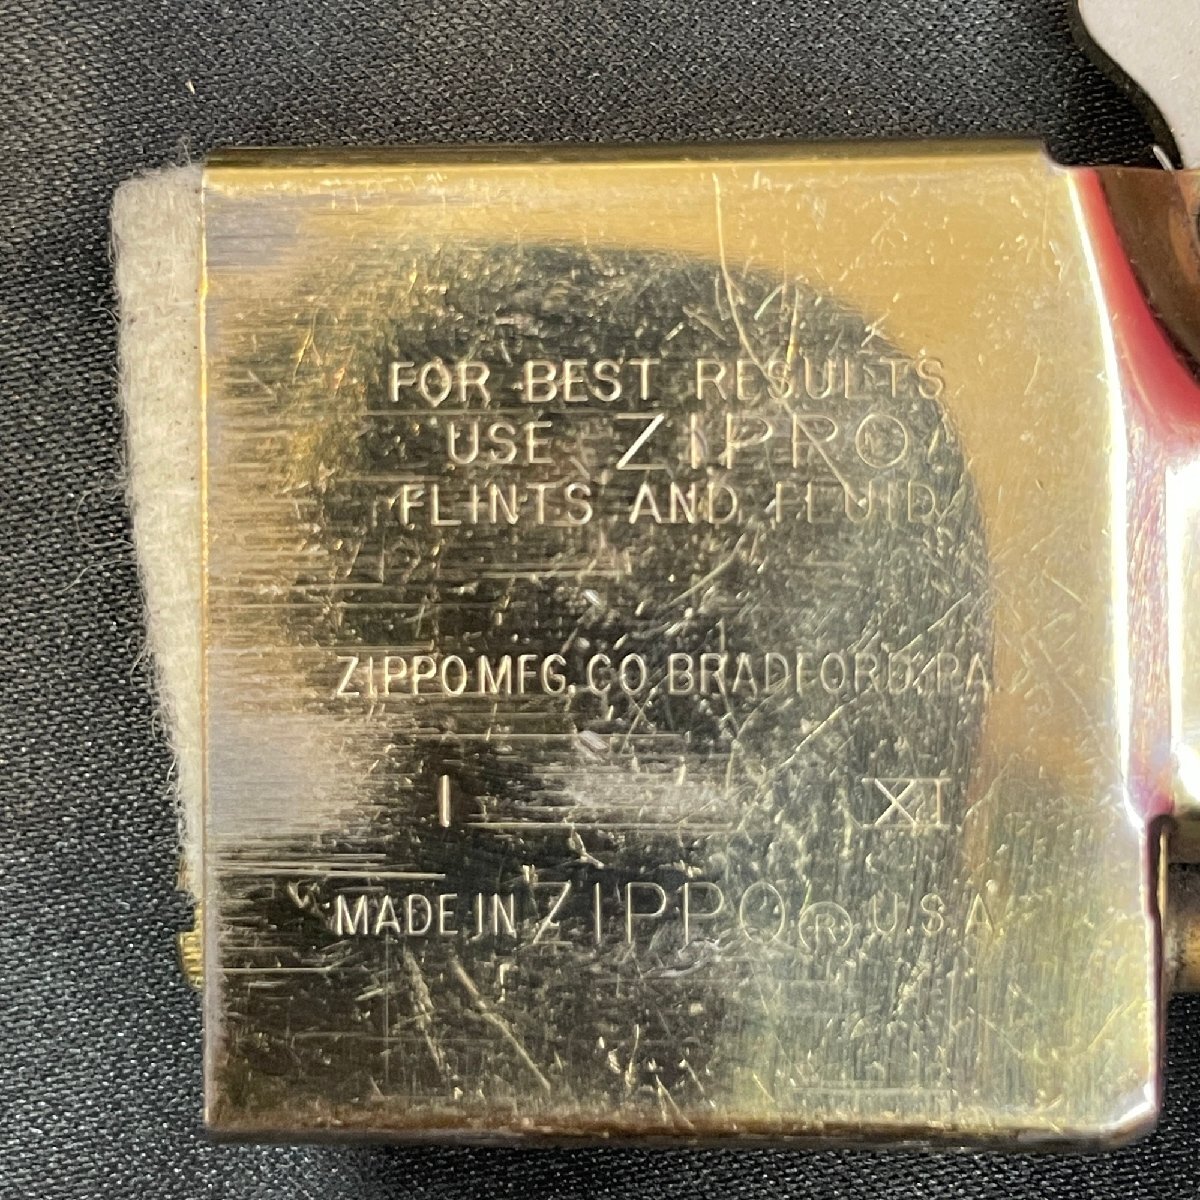 FOR BEST RESULTS
USE ZIPPO
FLINTS AND FLUID
ZIPPO MFG. CO. BRADFORD, PA.
I XI
MADE IN ZIPPO® U.S.A.